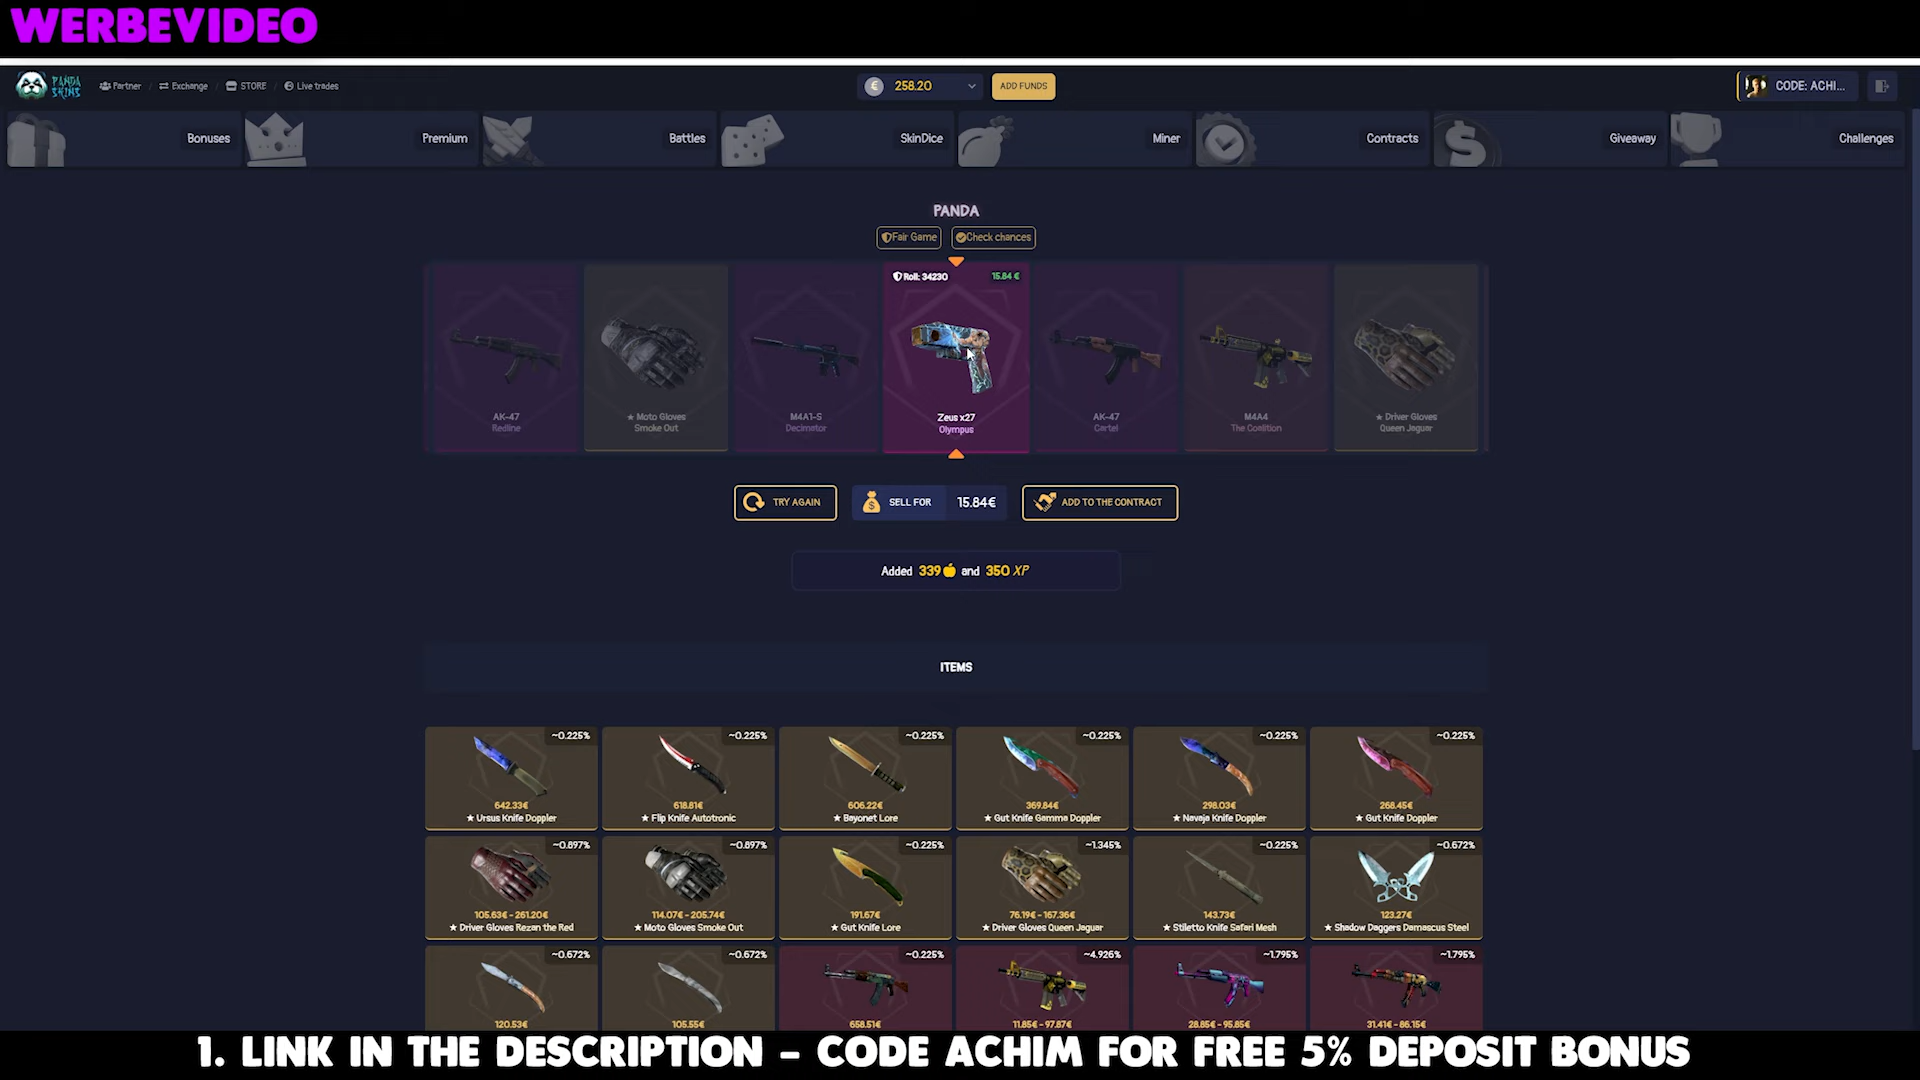 WERBEVIDEO
PANDA SKINS
Partner / Exchange / STORE / Live trades
€ 258.20
ADD FUNDS
CODE: ACHI...
Bonuses
Premium
Battles
SkinDice
Miner
Contracts
Giveaway
Challenges
PANDA
Fair Game
Check chances
Roll: 34230
15.84 €
AK-47
Redline
★ Moto Gloves
Smoke Out
M4A1-S
Decimator
Zeus x27
Olympus
AK-47
Cartel
M4A4
The Coalition
★ Driver Gloves
Queen Jaguar
TRY AGAIN
SELL FOR 15.84€
ADD TO THE CONTRACT
Added 339 and 350 XP
ITEMS
~0.225%
642.33€
★ Ursus Knife Doppler
~0.225%
618.81€
★ Flip Knife Autotronic
~0.225%
606.22€
★ Bayonet Lore
~0.225%
369.84€
★ Gut Knife Gamma Doppler
~0.225%
298.03€
★ Navaja Knife Doppler
~0.225%
268.45€
★ Gut Knife Doppler
~0.897%
105.63€ - 261.20€
★ Driver Gloves Rezan the Red
~0.897%
114.07€ - 205.74€
★ Moto Gloves Smoke Out
~0.225%
191.67€
★ Gut Knife Lore
~1.345%
76.19€ - 167.36€
★ Driver Gloves Queen Jaguar
~0.225%
143.73€
★ Stiletto Knife Safari Mesh
~0.672%
123.27€
★ Shadow Daggers Damascus Steel
~0.672%
120.53€
~0.672%
105.55€
~0.225%
658.51€
~4.926%
11.85€ - 97.87€
~1.795%
28.85€ - 95.85€
~1.795%
31.41€ - 86.15€
1. LINK IN THE DESCRIPTION – CODE ACHIM FOR FREE 5% DEPOSIT BONUS